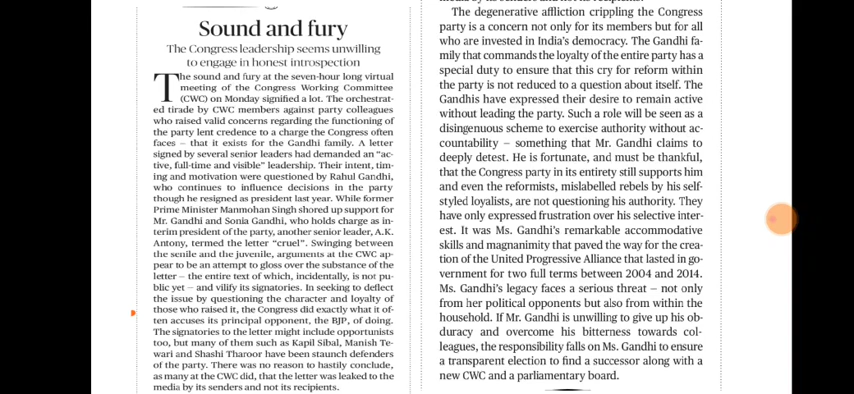 Sound and fury
The Congress leadership seems unwilling
to engage in honest introspection
The sound and fury at the seven-hour long virtual
meeting of the Congress Working Committee
(CWC) on Monday signified a lot. The orchestrat-
ed tirade by CWC members against party colleagues
who raised valid concerns regarding the functioning of
the party lent credence to a charge the Congress often
faces – that it exists for the Gandhi family. A letter
signed by several senior leaders had demanded an “ac-
tive, full-time and visible” leadership. Their intent, tim-
ing and motivation were questioned by Rahul Gandhi,
who continues to influence decisions in the party
though he resigned as president last year. While former
Prime Minister Manmohan Singh shored up support for
Mr. Gandhi and Sonia Gandhi, who holds charge as in-
terim president of the party, another senior leader, A.K.
Antony, termed the letter “cruel”. Swinging between
the senile and the juvenile, arguments at the CWC ap-
pear to be an attempt to gloss over the substance of the
letter – the entire text of which, incidentally, is not pu-
blic yet – and vilify its signatories. In seeking to deflect
the issue by questioning the character and loyalty of
those who raised it, the Congress did exactly what it of-
ten accuses its principal opponent, the BJP, of doing.
The signatories to the letter might include opportunists
too, but many of them such as Kapil Sibal, Manish Te-
wari and Shashi Tharoor have been staunch defenders
of the party. There was no reason to hastily conclude,
as many at the CWC did, that the letter was leaked to the
media by its senders and not its recipients.
The degenerative affliction crippling the Congress
party is a concern not only for its members but for all
who are invested in India’s democracy. The Gandhi fa-
mily that commands the loyalty of the entire party has a
special duty to ensure that this cry for reform within
the party is not reduced to a question about itself. The
Gandhis have expressed their desire to remain active
without leading the party. Such a role will be seen as a
disingenuous scheme to exercise authority without ac-
countability – something that Mr. Gandhi claims to
deeply detest. He is fortunate, and must be thankful,
that the Congress party in its entirety still supports him
and even the reformists, mislabelled rebels by his self-
styled loyalists, are not questioning his authority. They
have only expressed frustration over his selective inter-
est. It was Ms. Gandhi’s remarkable accommodative
skills and magnanimity that paved the way for the crea-
tion of the United Progressive Alliance that lasted in go-
vernment for two full terms between 2004 and 2014.
Ms. Gandhi’s legacy faces a serious threat – not only
from her political opponents but also from within the
household. If Mr. Gandhi is unwilling to give up his ob-
duracy and overcome his bitterness towards col-
leagues, the responsibility falls on Ms. Gandhi to ensure
a transparent election to find a successor along with a
new CWC and a parliamentary board.